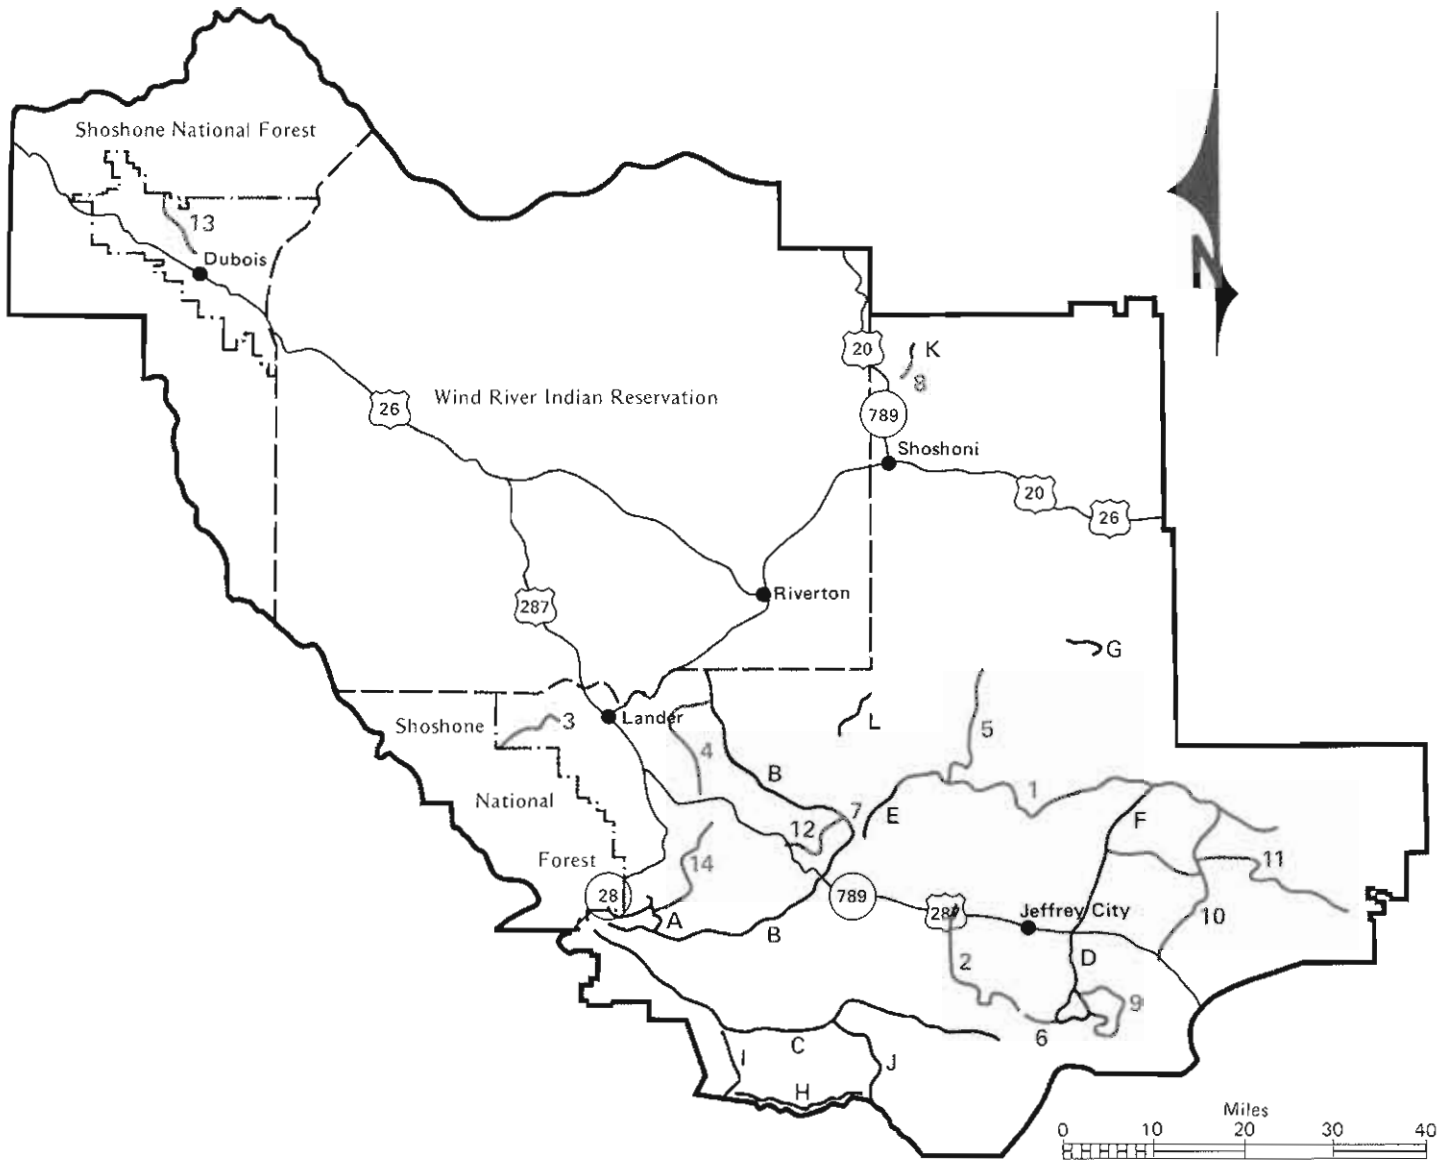 Shoshone National Forest
13
Dubois
N
20
K
8
26
Wind River Indian Reservation
789
Shoshoni
20
26
287
Riverton
G
Shoshone
3
Lander
L
5
4
B
National
1
E
7
12
F
Forest
14
11
28
789
287
Jeffrey City
10
A
B
2
D
9
6
C
I
J
H
Miles
0 10 20 30 40